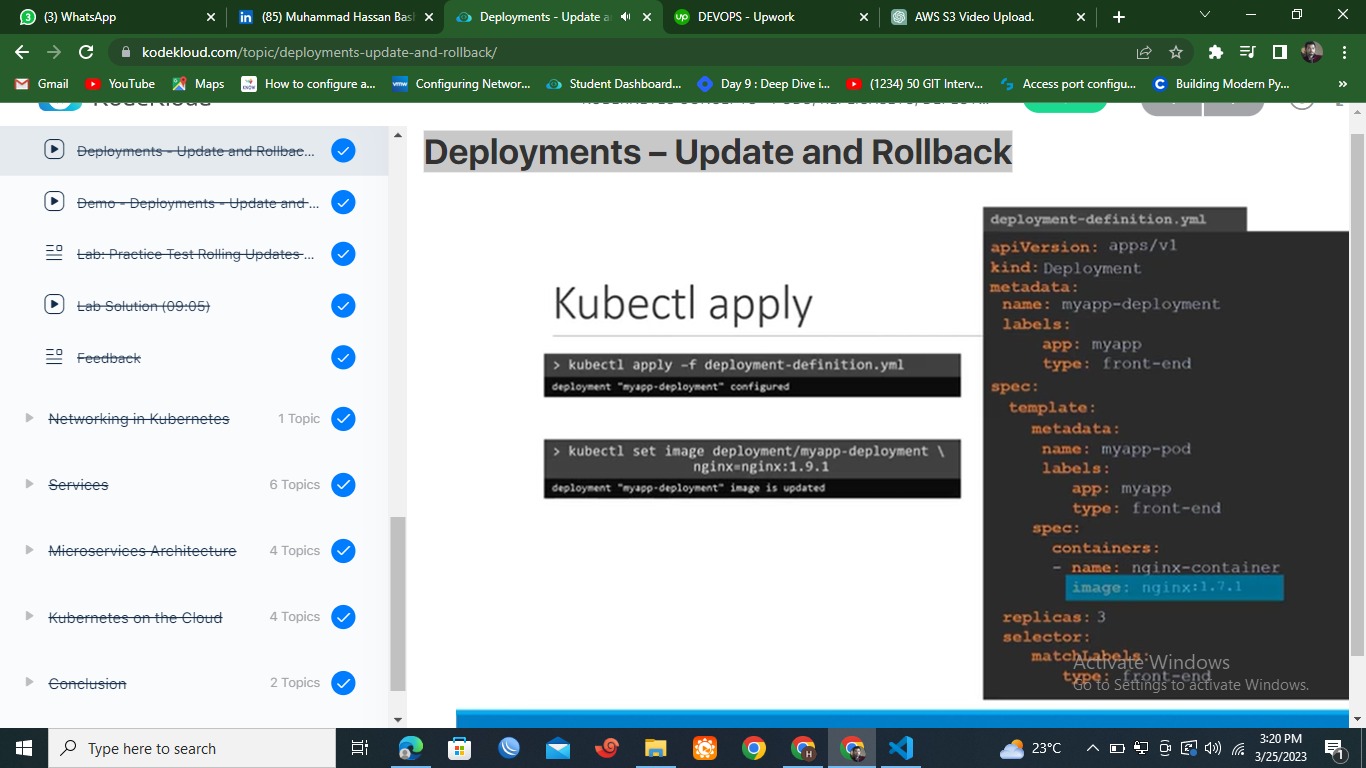 (3) WhatsApp
(85) Muhammad Hassan Bas
Deployments - Update a
DEVOPS - Upwork
AWS S3 Video Upload.
kodekloud.com/topic/deployments-update-and-rollback/
Gmail
YouTube
Maps
How to configure a...
Configuring Networ...
Student Dashboard...
Day 9 : Deep Dive i...
(1234) 50 GIT Interv...
Access port configu...
Building Modern Py...
»
Deployments - Update and Rollbac...
Demo - Deployments - Update and ...
Lab: Practice Test Rolling Updates ...
Lab Solution (09:05)
Feedback
Networking in Kubernetes 1 Topic
Services 6 Topics
Microservices Architecture 4 Topics
Kubernetes on the Cloud 4 Topics
Conclusion 2 Topics
Deployments – Update and Rollback
Kubectl apply
> kubectl apply –f deployment-definition.yml
deployment "myapp-deployment" configured
> kubectl set image deployment/myapp-deployment \
nginx=nginx:1.9.1
deployment "myapp-deployment" image is updated
deployment-definition.yml
apiVersion: apps/v1
kind: Deployment
metadata:
name: myapp-deployment
labels:
app: myapp
type: front-end
spec:
template:
metadata:
name: myapp-pod
labels:
app: myapp
type: front-end
spec:
containers:
- name: nginx-container
image: nginx:1.7.1
replicas: 3
selector:
matchLabels:
type: front-end
Activate Windows
Go to Settings to activate Windows.
Type here to search
23°C
3:20 PM
3/25/2023
1